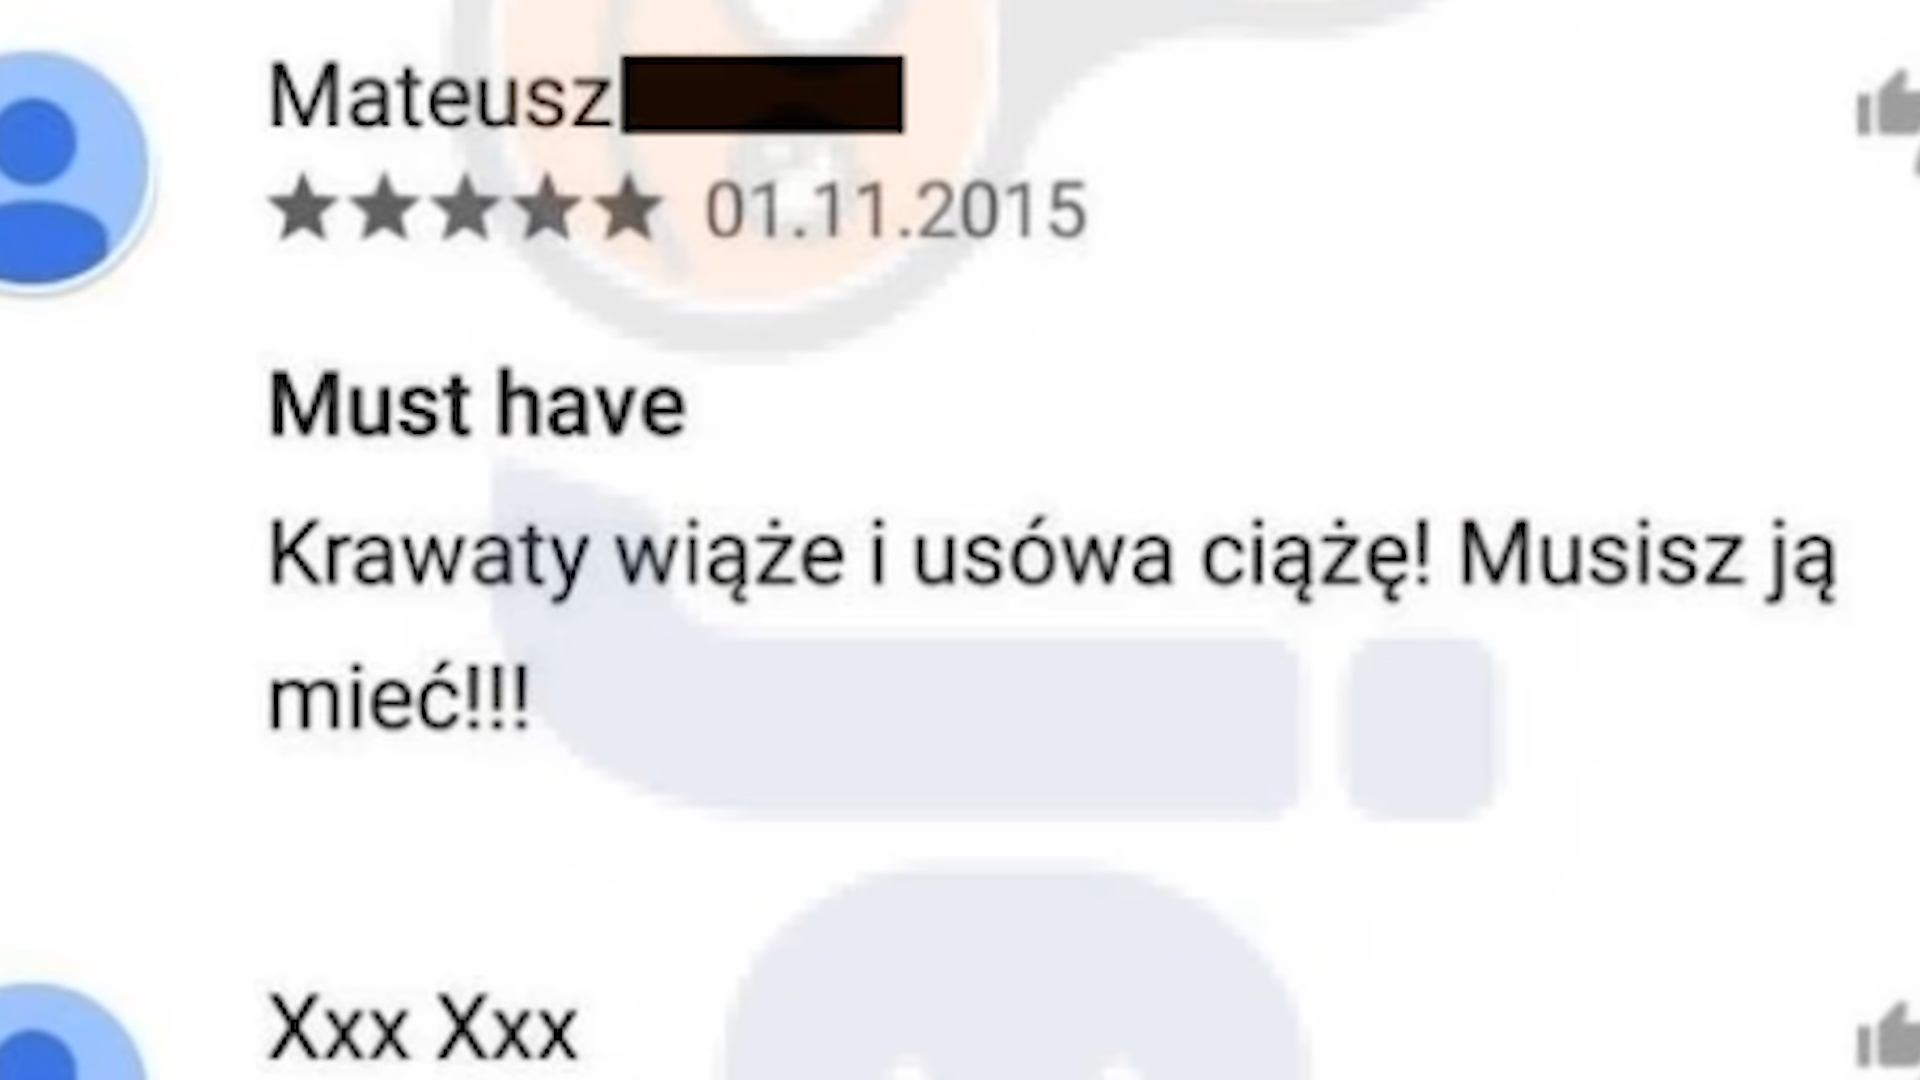 Mateusz
★★★★★ 01.11.2015
Must have
Krawaty wiąże i usówa ciążę! Musisz ją
mieć!!!
Xxx Xxx